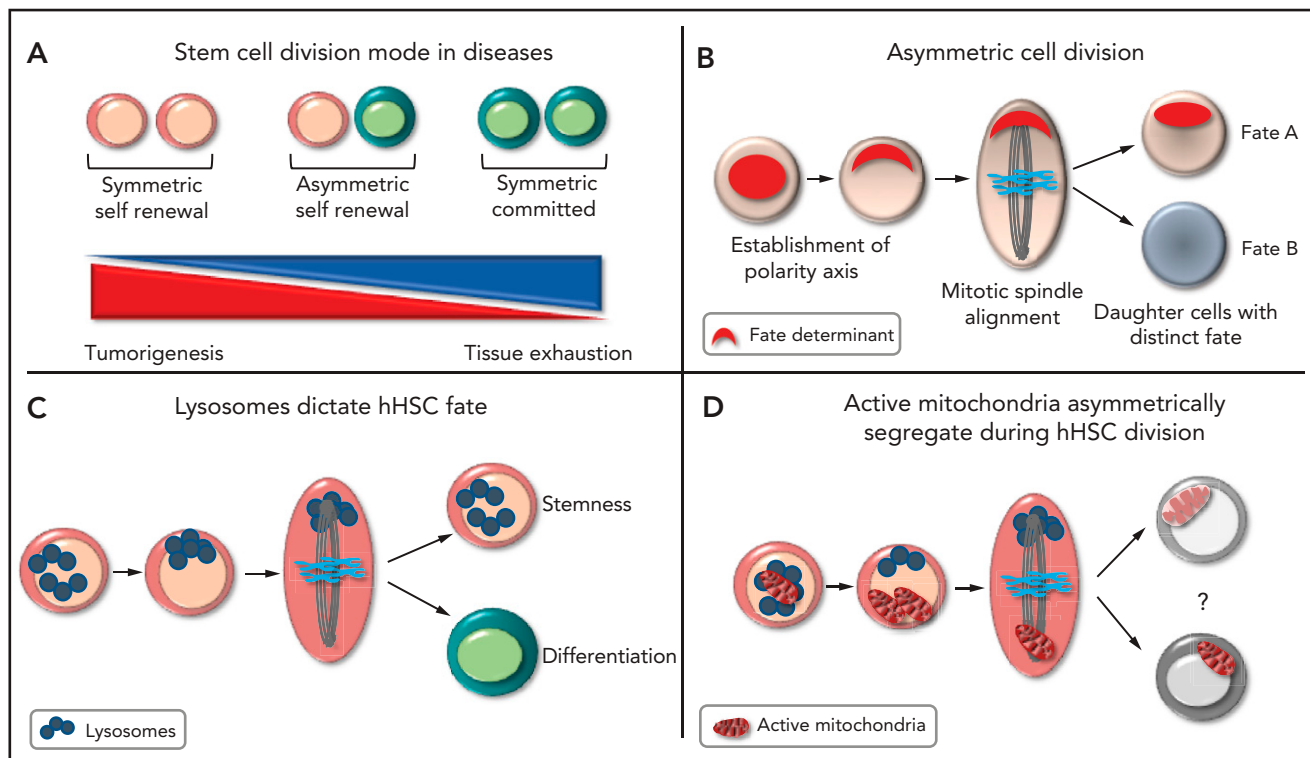 A
Stem cell division mode in diseases
Symmetric
self renewal
Asymmetric
self renewal
Symmetric
committed
Tumorigenesis
Tissue exhaustion
B
Asymmetric cell division
Establishment of
polarity axis
Mitotic spindle
alignment
Fate A
Fate B
Daughter cells with
distinct fate
Fate determinant
C
Lysosomes dictate hHSC fate
Stemness
Differentiation
Lysosomes
D
Active mitochondria asymmetrically
segregate during hHSC division
?
Active mitochondria